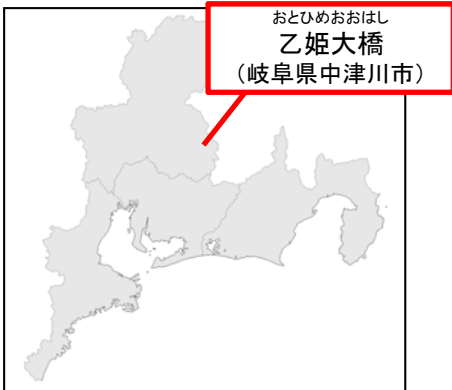 おとひめおおはし
乙姫大橋
（岐阜県中津川市）